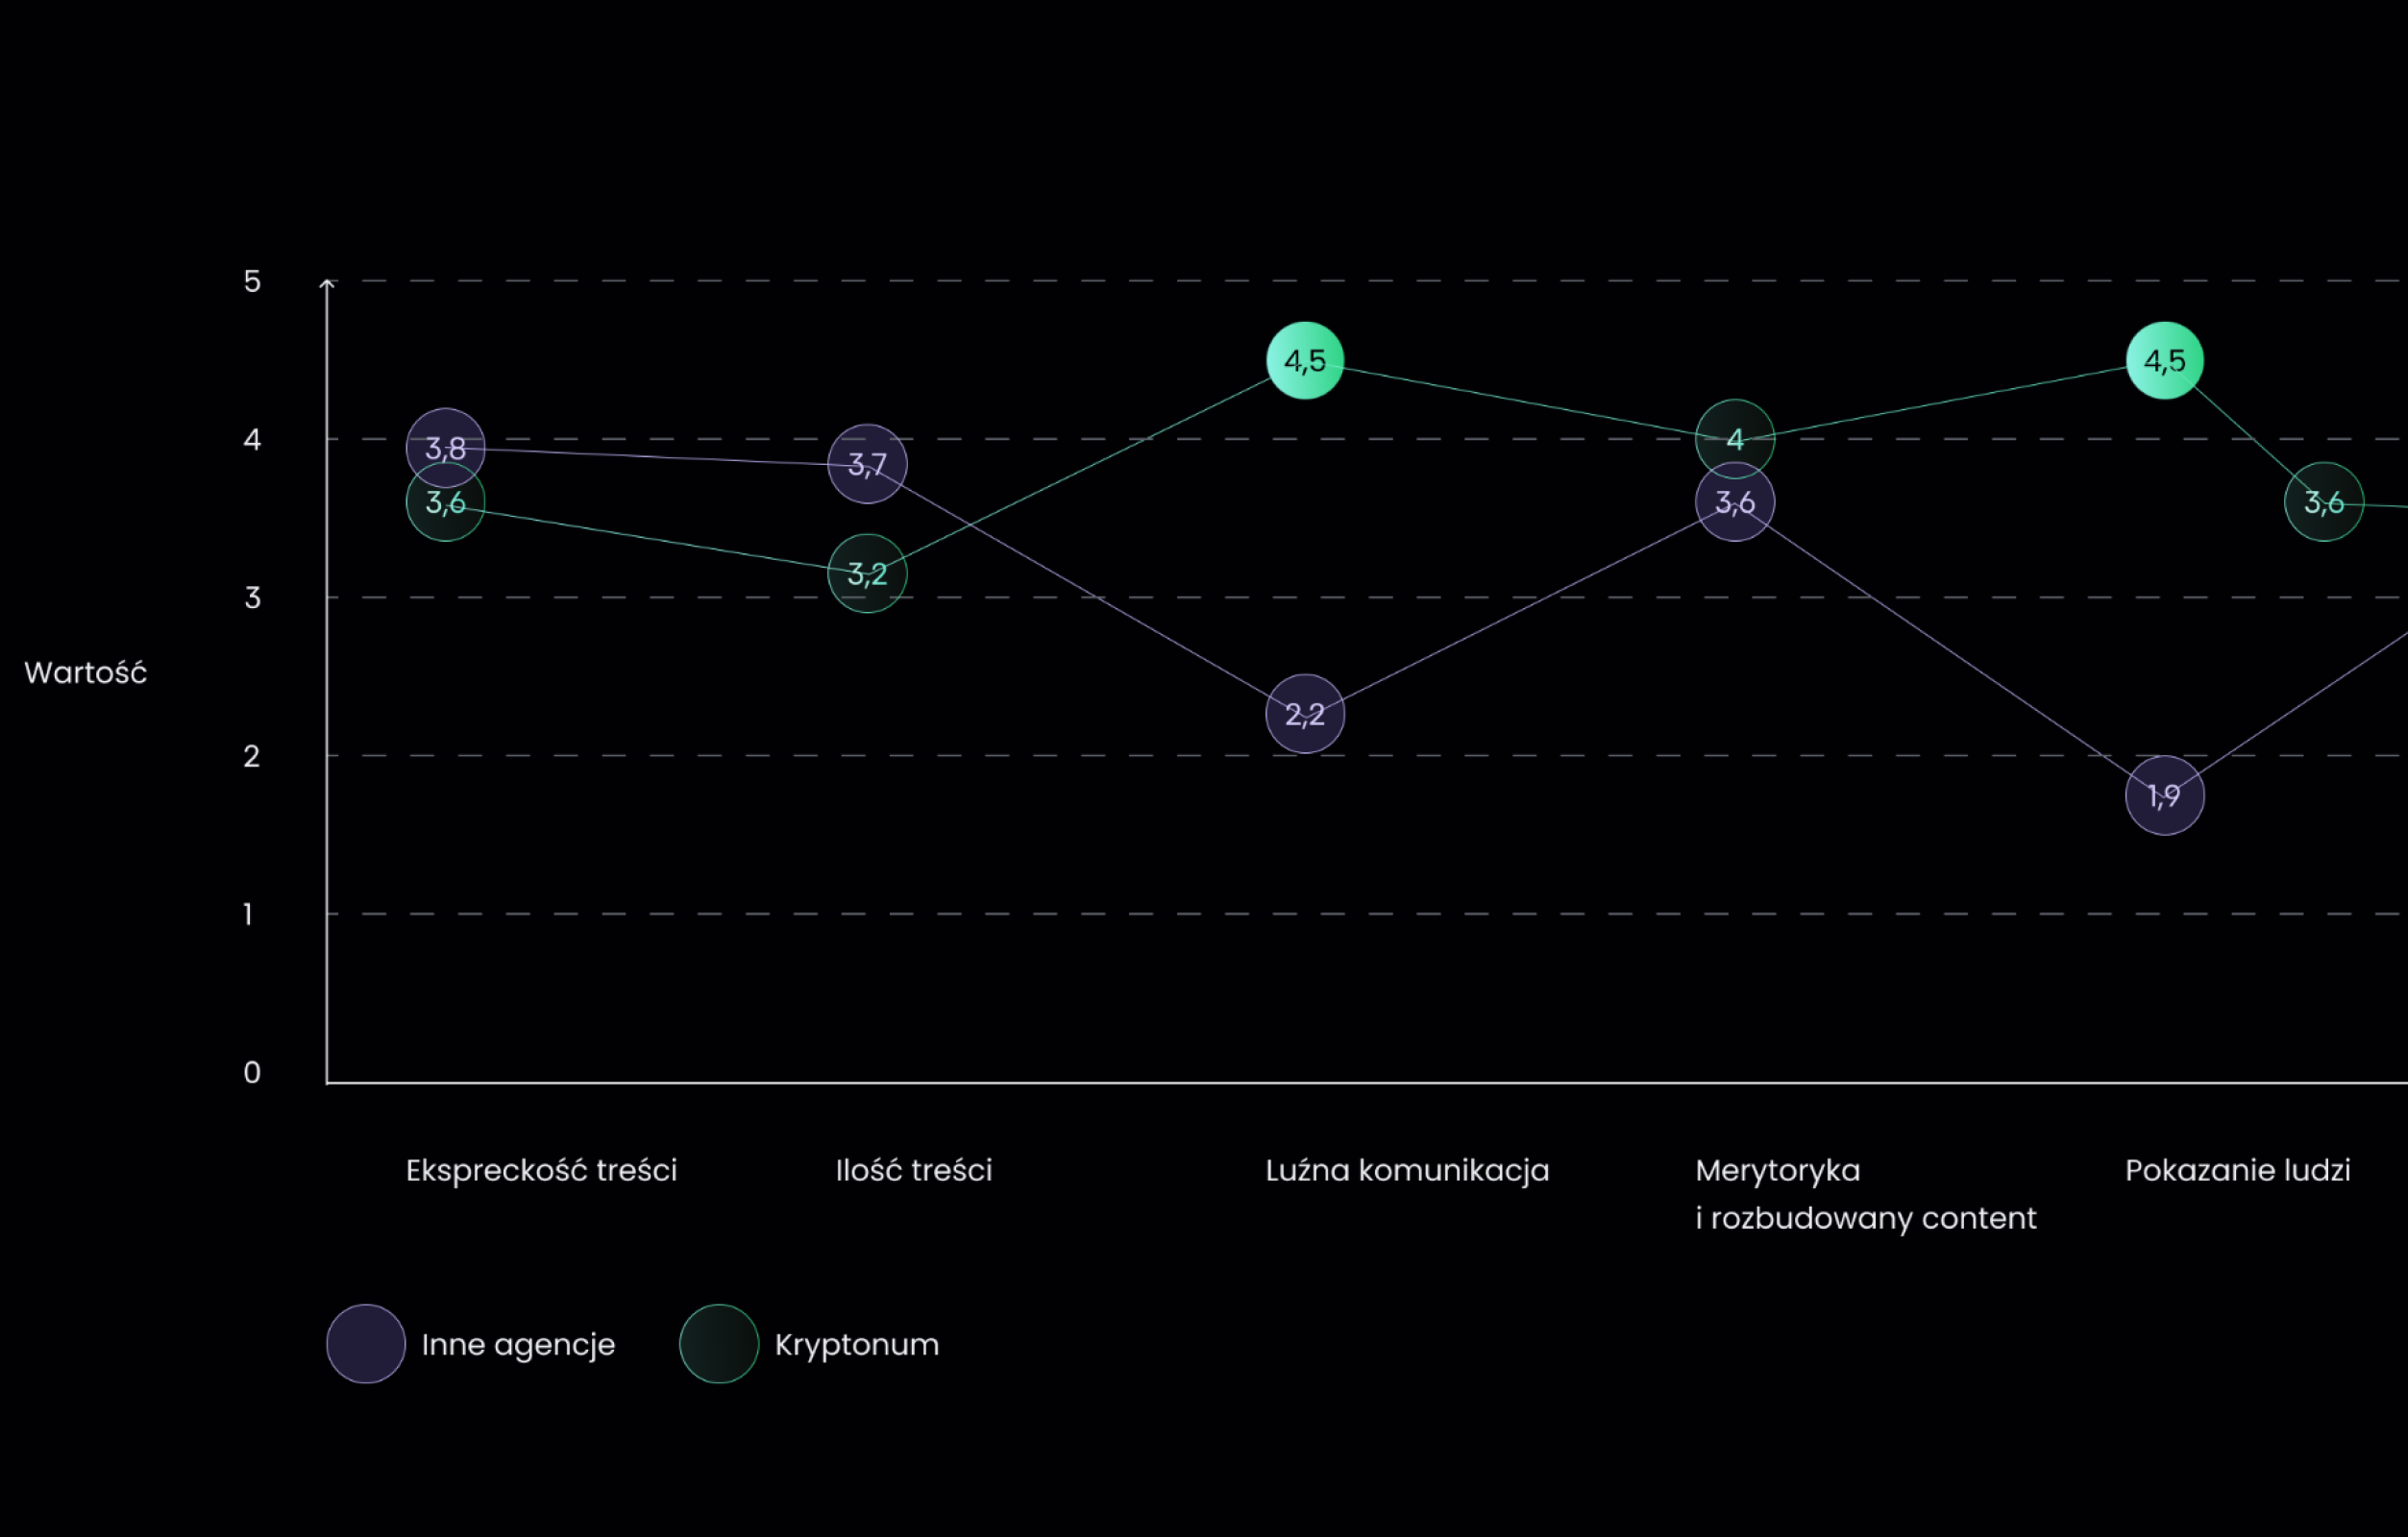 5
4,5
4,5
4
3,8
3,7
4
3,6
3,6
3,6
3,2
3
Wartość
2,2
2
1,9
1
0
Ekspreckość treści
Ilość treści
Luźna komunikacja
Merytoryka
i rozbudowany content
Pokazanie ludzi
Inne agencje
Kryptonum